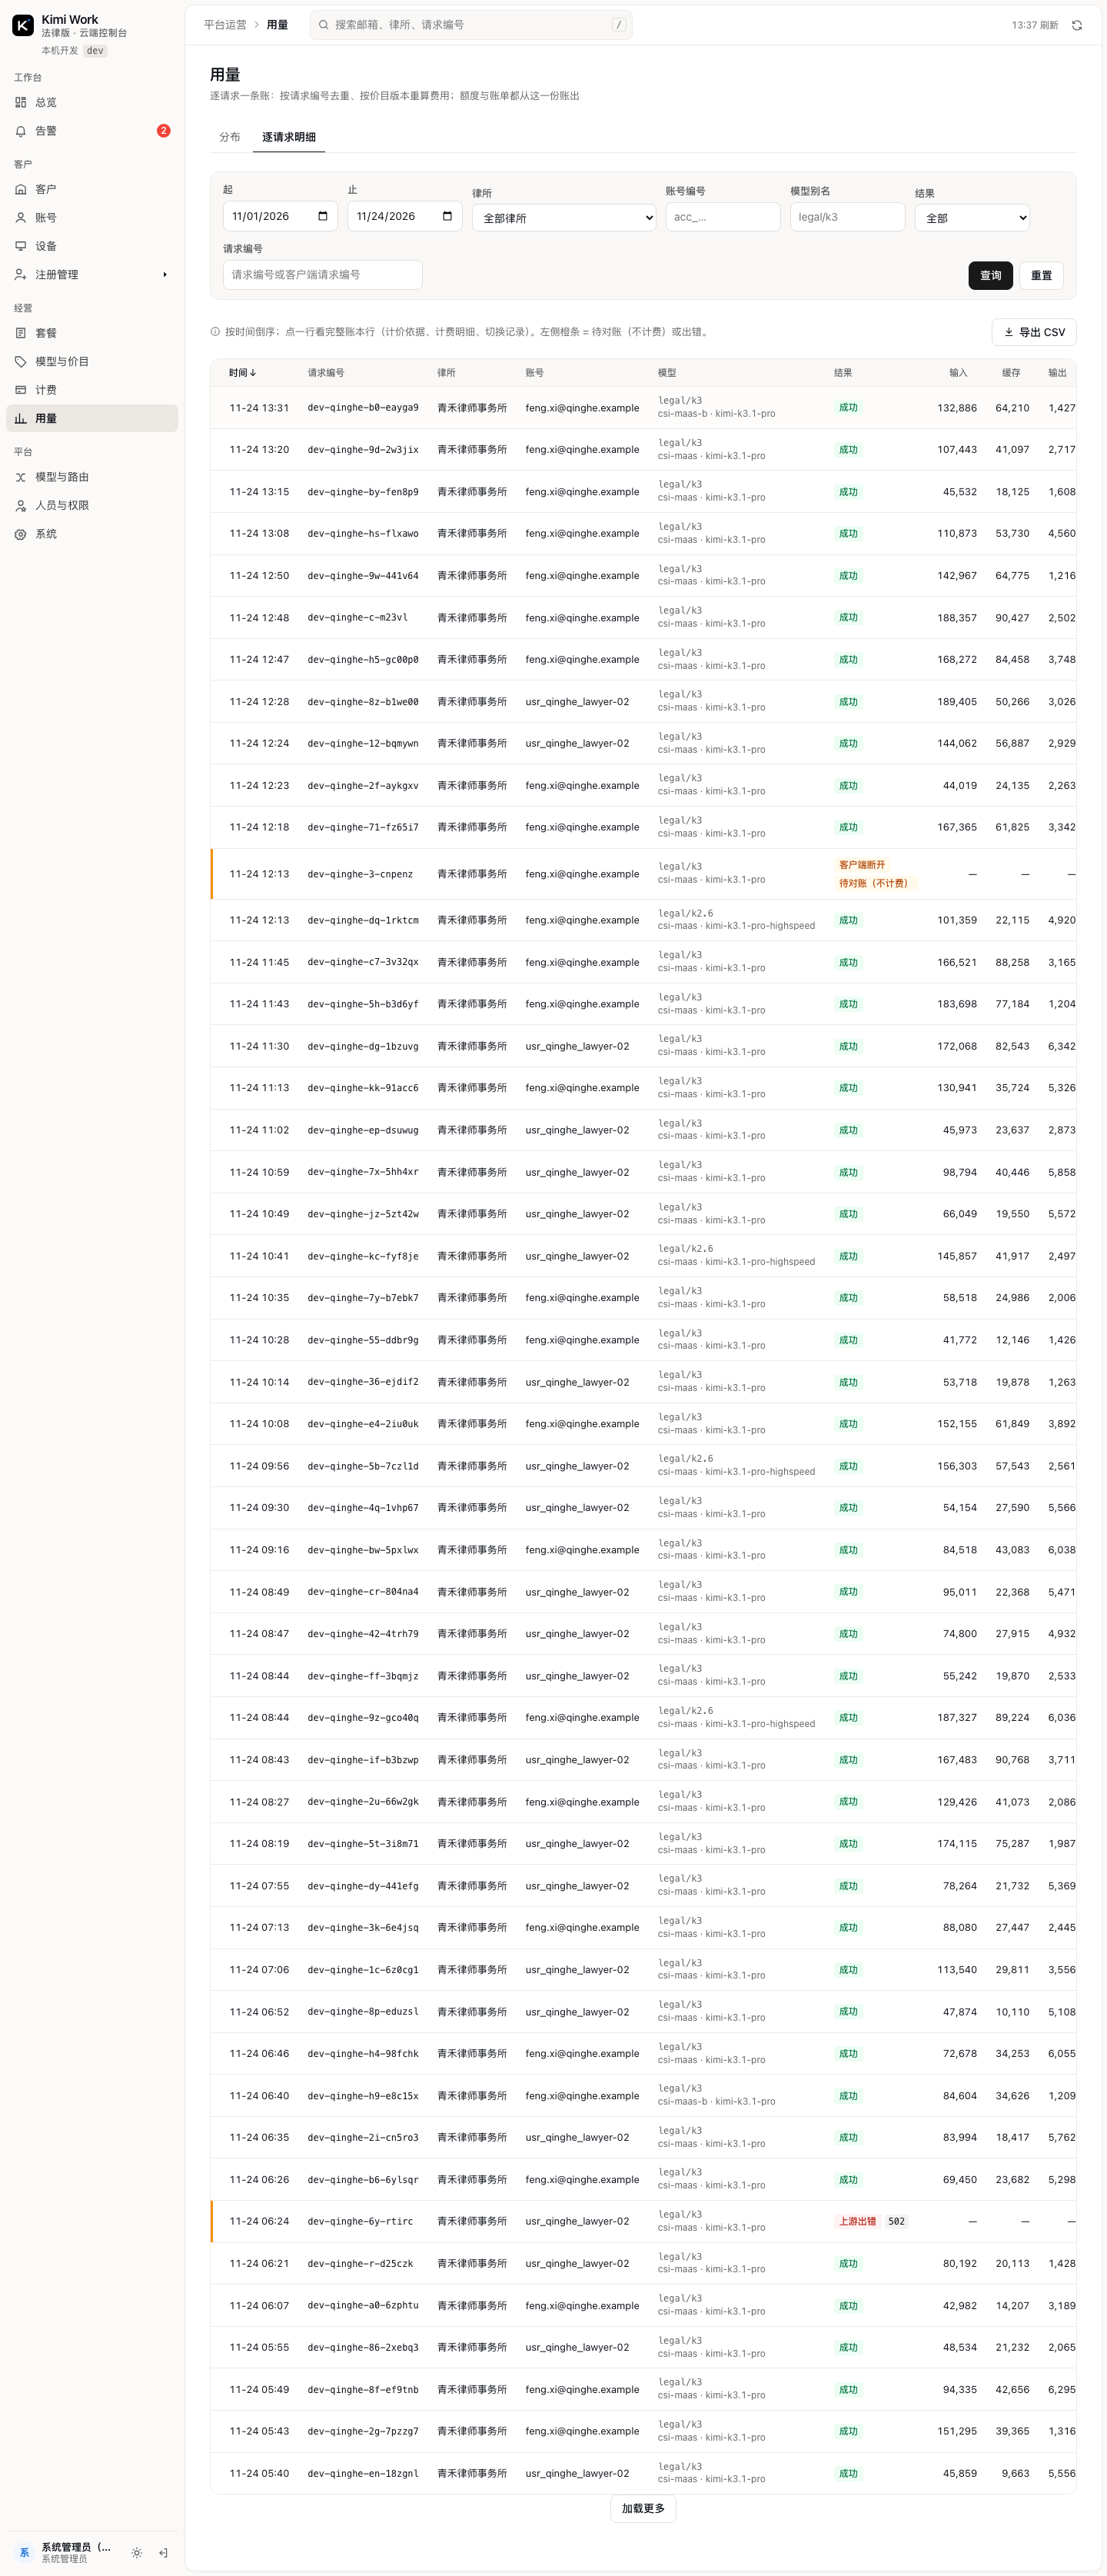 Kimi Work
法律版 · 云端控制台
本机开发 dev
工作台
总览
告警 2
客户
客户
账号
设备
注册管理
经营
套餐
模型与价目
计费
用量
平台
模型与路由
人员与权限
系统
系 系统管理员（...
系统管理员
平台运营 > 用量 搜索邮箱、律所、请求编号 / 13:37 刷新
用量
逐请求一条账：按请求编号去重、按价目版本重算费用；额度与账单都从这一份账出
分布 逐请求明细
起 止 律所 账号编号 模型别名 结果
11/01/2026 11/24/2026 全部律所 acc_… legal/k3 全部
请求编号
请求编号或客户端请求编号 查询 重置
按时间倒序；点一行看完整账本行（计价依据、计费明细、切换记录）。左侧橙条 = 待对账（不计费）或出错。 导出 CSV
时间↓ 请求编号 律所 账号 模型 结果 输入 缓存 输出
11-24 13:31 dev-qinghe-b0-eayga9 青禾律师事务所 feng.xi@qinghe.example legal/k3 csi-maas-b · kimi-k3.1-pro 成功 132,886 64,210 1,427
11-24 13:20 dev-qinghe-9d-2w3jix 青禾律师事务所 feng.xi@qinghe.example legal/k3 csi-maas · kimi-k3.1-pro 成功 107,443 41,097 2,717
11-24 13:15 dev-qinghe-by-fen8p9 青禾律师事务所 feng.xi@qinghe.example legal/k3 csi-maas · kimi-k3.1-pro 成功 45,532 18,125 1,608
11-24 13:08 dev-qinghe-hs-flxawo 青禾律师事务所 feng.xi@qinghe.example legal/k3 csi-maas · kimi-k3.1-pro 成功 110,873 53,730 4,560
11-24 12:50 dev-qinghe-9w-441v64 青禾律师事务所 feng.xi@qinghe.example legal/k3 csi-maas · kimi-k3.1-pro 成功 142,967 64,775 1,216
11-24 12:48 dev-qinghe-c-m23vl 青禾律师事务所 feng.xi@qinghe.example legal/k3 csi-maas · kimi-k3.1-pro 成功 188,357 90,427 2,502
11-24 12:47 dev-qinghe-h5-gc00p0 青禾律师事务所 feng.xi@qinghe.example legal/k3 csi-maas · kimi-k3.1-pro 成功 168,272 84,458 3,748
11-24 12:28 dev-qinghe-8z-b1we00 青禾律师事务所 usr_qinghe_lawyer-02 legal/k3 csi-maas · kimi-k3.1-pro 成功 189,405 50,266 3,026
11-24 12:24 dev-qinghe-12-bqmywn 青禾律师事务所 usr_qinghe_lawyer-02 legal/k3 csi-maas · kimi-k3.1-pro 成功 144,062 56,887 2,929
11-24 12:23 dev-qinghe-2f-aykgxv 青禾律师事务所 feng.xi@qinghe.example legal/k3 csi-maas · kimi-k3.1-pro 成功 44,019 24,135 2,263
11-24 12:18 dev-qinghe-71-fz65i7 青禾律师事务所 feng.xi@qinghe.example legal/k3 csi-maas · kimi-k3.1-pro 成功 167,365 61,825 3,342
11-24 12:13 dev-qinghe-3-cnpenz 青禾律师事务所 feng.xi@qinghe.example legal/k3 csi-maas · kimi-k3.1-pro 客户端断开 待对账（不计费） — — —
11-24 12:13 dev-qinghe-dq-1rktcm 青禾律师事务所 feng.xi@qinghe.example legal/k2.6 csi-maas · kimi-k3.1-pro-highspeed 成功 101,359 22,115 4,920
11-24 11:45 dev-qinghe-c7-3v32qx 青禾律师事务所 feng.xi@qinghe.example legal/k3 csi-maas · kimi-k3.1-pro 成功 166,521 88,258 3,165
11-24 11:43 dev-qinghe-5h-b3d6yf 青禾律师事务所 feng.xi@qinghe.example legal/k3 csi-maas · kimi-k3.1-pro 成功 183,698 77,184 1,204
11-24 11:30 dev-qinghe-dg-1bzuvg 青禾律师事务所 usr_qinghe_lawyer-02 legal/k3 csi-maas · kimi-k3.1-pro 成功 172,068 82,543 6,342
11-24 11:13 dev-qinghe-kk-91acc6 青禾律师事务所 feng.xi@qinghe.example legal/k3 csi-maas · kimi-k3.1-pro 成功 130,941 35,724 5,326
11-24 11:02 dev-qinghe-ep-dsuwug 青禾律师事务所 usr_qinghe_lawyer-02 legal/k3 csi-maas · kimi-k3.1-pro 成功 45,973 23,637 2,873
11-24 10:59 dev-qinghe-7x-5hh4xr 青禾律师事务所 usr_qinghe_lawyer-02 legal/k3 csi-maas · kimi-k3.1-pro 成功 98,794 40,446 5,858
11-24 10:49 dev-qinghe-jz-5zt42w 青禾律师事务所 usr_qinghe_lawyer-02 legal/k3 csi-maas · kimi-k3.1-pro 成功 66,049 19,550 5,572
11-24 10:41 dev-qinghe-kc-fyf8je 青禾律师事务所 usr_qinghe_lawyer-02 legal/k2.6 csi-maas · kimi-k3.1-pro-highspeed 成功 145,857 41,917 2,497
11-24 10:35 dev-qinghe-7y-b7ebk7 青禾律师事务所 feng.xi@qinghe.example legal/k3 csi-maas · kimi-k3.1-pro 成功 58,518 24,986 2,006
11-24 10:28 dev-qinghe-55-ddbr9g 青禾律师事务所 feng.xi@qinghe.example legal/k3 csi-maas · kimi-k3.1-pro 成功 41,772 12,146 1,426
11-24 10:14 dev-qinghe-36-ejdif2 青禾律师事务所 usr_qinghe_lawyer-02 legal/k3 csi-maas · kimi-k3.1-pro 成功 53,718 19,878 1,263
11-24 10:08 dev-qinghe-e4-2iu0uk 青禾律师事务所 feng.xi@qinghe.example legal/k3 csi-maas · kimi-k3.1-pro 成功 152,155 61,849 3,892
11-24 09:56 dev-qinghe-5b-7czl1d 青禾律师事务所 usr_qinghe_lawyer-02 legal/k2.6 csi-maas · kimi-k3.1-pro-highspeed 成功 156,303 57,543 2,561
11-24 09:30 dev-qinghe-4q-1vhp67 青禾律师事务所 usr_qinghe_lawyer-02 legal/k3 csi-maas · kimi-k3.1-pro 成功 54,154 27,590 5,566
11-24 09:16 dev-qinghe-bw-5pxlwx 青禾律师事务所 feng.xi@qinghe.example legal/k3 csi-maas · kimi-k3.1-pro 成功 84,518 43,083 6,038
11-24 08:49 dev-qinghe-cr-804na4 青禾律师事务所 usr_qinghe_lawyer-02 legal/k3 csi-maas · kimi-k3.1-pro 成功 95,011 22,368 5,471
11-24 08:47 dev-qinghe-42-4trh79 青禾律师事务所 usr_qinghe_lawyer-02 legal/k3 csi-maas · kimi-k3.1-pro 成功 74,800 27,915 4,932
11-24 08:44 dev-qinghe-ff-3bqmjz 青禾律师事务所 usr_qinghe_lawyer-02 legal/k3 csi-maas · kimi-k3.1-pro 成功 55,242 19,870 2,533
11-24 08:44 dev-qinghe-9z-gco40q 青禾律师事务所 feng.xi@qinghe.example legal/k2.6 csi-maas · kimi-k3.1-pro-highspeed 成功 187,327 89,224 6,036
11-24 08:43 dev-qinghe-if-b3bzwp 青禾律师事务所 usr_qinghe_lawyer-02 legal/k3 csi-maas · kimi-k3.1-pro 成功 167,483 90,768 3,711
11-24 08:27 dev-qinghe-2u-66w2gk 青禾律师事务所 usr_qinghe_lawyer-02 legal/k3 csi-maas · kimi-k3.1-pro 成功 129,426 41,073 2,086
11-24 08:19 dev-qinghe-5t-3i8m71 青禾律师事务所 usr_qinghe_lawyer-02 legal/k3 csi-maas · kimi-k3.1-pro 成功 174,115 75,287 1,987
11-24 07:55 dev-qinghe-dy-441efg 青禾律师事务所 usr_qinghe_lawyer-02 legal/k3 csi-maas · kimi-k3.1-pro 成功 78,264 21,732 5,369
11-24 07:13 dev-qinghe-3k-6e4jsq 青禾律师事务所 feng.xi@qinghe.example legal/k3 csi-maas · kimi-k3.1-pro 成功 88,080 27,447 2,445
11-24 07:06 dev-qinghe-1c-6z0cg1 青禾律师事务所 usr_qinghe_lawyer-02 legal/k3 csi-maas · kimi-k3.1-pro 成功 113,540 29,811 3,556
11-24 06:52 dev-qinghe-8p-eduzsl 青禾律师事务所 usr_qinghe_lawyer-02 legal/k3 csi-maas · kimi-k3.1-pro 成功 47,874 10,110 5,108
11-24 06:46 dev-qinghe-h4-98fchk 青禾律师事务所 feng.xi@qinghe.example legal/k3 csi-maas · kimi-k3.1-pro 成功 72,678 34,253 6,055
11-24 06:40 dev-qinghe-h9-e8c15x 青禾律师事务所 feng.xi@qinghe.example legal/k3 csi-maas-b · kimi-k3.1-pro 成功 84,604 34,626 1,209
11-24 06:35 dev-qinghe-2i-cn5ro3 青禾律师事务所 usr_qinghe_lawyer-02 legal/k3 csi-maas · kimi-k3.1-pro 成功 83,994 18,417 5,762
11-24 06:26 dev-qinghe-b6-6ylsqr 青禾律师事务所 feng.xi@qinghe.example legal/k3 csi-maas · kimi-k3.1-pro 成功 69,450 23,682 5,298
11-24 06:24 dev-qinghe-6y-rtirc 青禾律师事务所 usr_qinghe_lawyer-02 legal/k3 csi-maas · kimi-k3.1-pro 上游出错 502 — — —
11-24 06:21 dev-qinghe-r-d25czk 青禾律师事务所 feng.xi@qinghe.example legal/k3 csi-maas · kimi-k3.1-pro 成功 80,192 20,113 1,428
11-24 06:07 dev-qinghe-a0-6zphtu 青禾律师事务所 feng.xi@qinghe.example legal/k3 csi-maas · kimi-k3.1-pro 成功 42,982 14,207 3,189
11-24 05:55 dev-qinghe-86-2xebq3 青禾律师事务所 usr_qinghe_lawyer-02 legal/k3 csi-maas · kimi-k3.1-pro 成功 48,534 21,232 2,065
11-24 05:49 dev-qinghe-8f-ef9tnb 青禾律师事务所 feng.xi@qinghe.example legal/k3 csi-maas · kimi-k3.1-pro 成功 94,335 42,656 6,295
11-24 05:43 dev-qinghe-2g-7pzzg7 青禾律师事务所 feng.xi@qinghe.example legal/k3 csi-maas · kimi-k3.1-pro 成功 151,295 39,365 1,316
11-24 05:40 dev-qinghe-en-18zgnl 青禾律师事务所 usr_qinghe_lawyer-02 legal/k3 csi-maas · kimi-k3.1-pro 成功 45,859 9,663 5,556
加载更多